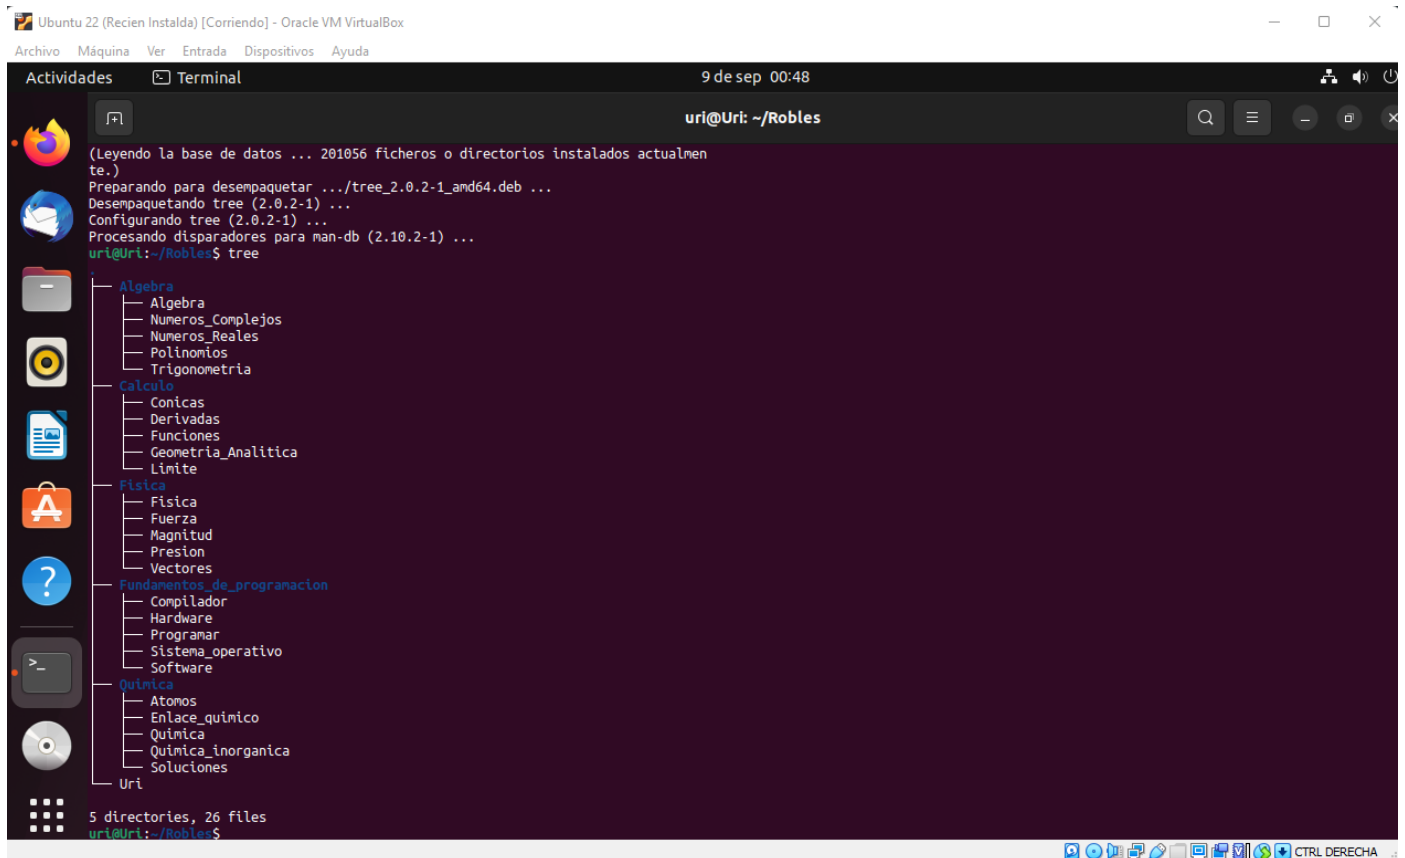 Ubuntu 22 (Recien Instalda) [Corriendo] - Oracle VM VirtualBox
Archivo Máquina Ver Entrada Dispositivos Ayuda
Actividades Terminal 9 de sep 00:48
uri@Uri: ~/Robles
(Leyendo la base de datos ... 201056 ficheros o directorios instalados actualmen
te.)
Preparando para desempaquetar .../tree_2.0.2-1_amd64.deb ...
Desempaquetando tree (2.0.2-1) ...
Configurando tree (2.0.2-1) ...
Procesando disparadores para man-db (2.10.2-1) ...
uri@Uri:~/Robles$ tree
.
├── Algebra
│   ├── Algebra
│   ├── Numeros_Complejos
│   ├── Numeros_Reales
│   ├── Polinomios
│   └── Trigonometria
├── Calculo
│   ├── Conicas
│   ├── Derivadas
│   ├── Funciones
│   ├── Geometria_Analitica
│   └── Limite
├── Fisica
│   ├── Fisica
│   ├── Fuerza
│   ├── Magnitud
│   ├── Presion
│   └── Vectores
├── Fundamentos_de_programacion
│   ├── Compilador
│   ├── Hardware
│   ├── Programar
│   ├── Sistema_operativo
│   └── Software
├── Quimica
│   ├── Atomos
│   ├── Enlace_quimico
│   ├── Quimica
│   ├── Quimica_inorganica
│   └── Soluciones
└── Uri
5 directories, 26 files
uri@Uri:~/Robles$
CTRL DERECHA